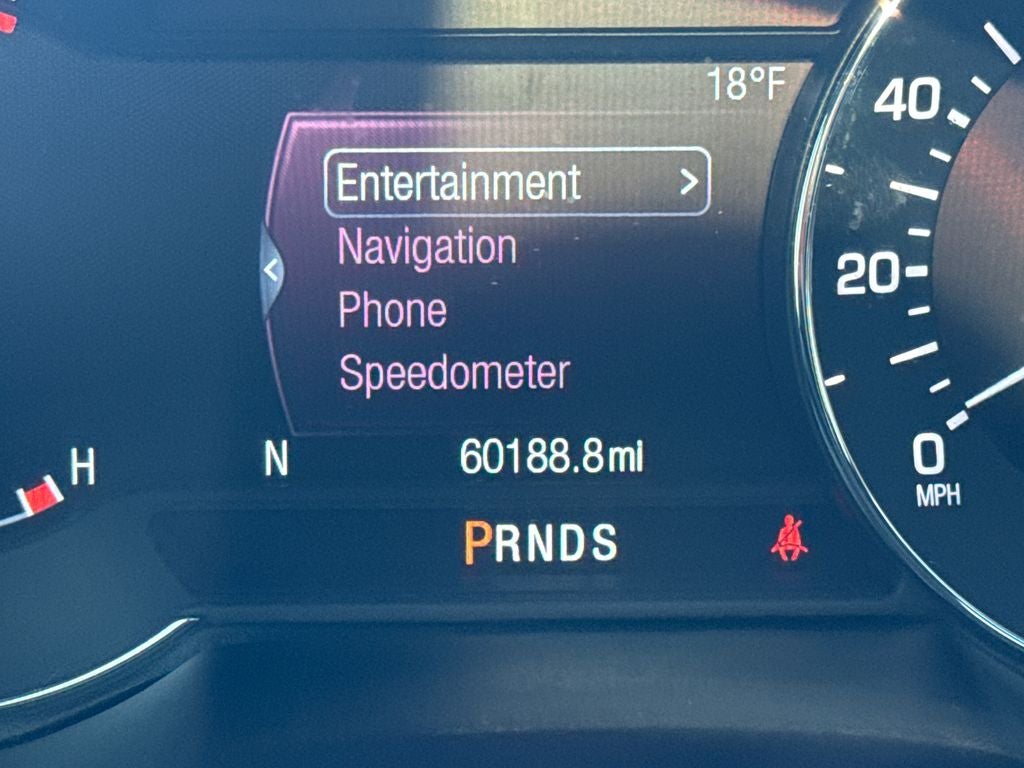 18°F
40
Entertainment >
Navigation
<
20
Phone
Speedometer
H
N
60188.8mi
0
MPH
PRNDS